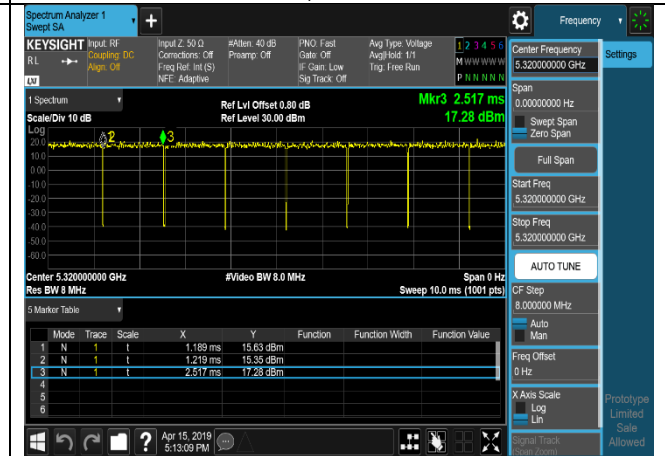 Spectrum Analyzer 1
Swept SA
+
Frequency
KEYSIGHT
RL
Input: RF
Coupling: DC
Align: Off
Input Z: 50 Ω
Corrections: Off
Freq Ref: Int (S)
NFE: Adaptive
#Atten: 40 dB
Preamp: Off
PNO: Fast
Gate: Off
IF Gain: Low
Sig Track: Off
Avg Type: Voltage
Avg|Hold: 1/1
Trig: Free Run
1 2 3 4 5 6
M W W W W W
P N N N N N
1 Spectrum
Scale/Div 10 dB
Ref Lvl Offset 0.80 dB
Ref Level 30.00 dBm
Mkr3 2.517 ms
17.28 dBm
Log
20.0
10.0
0.00
-10.0
-20.0
-30.0
-40.0
-50.0
-60.0
2
3
Center 5.320000000 GHz
Res BW 8 MHz
#Video BW 8.0 MHz
Span 0 Hz
Sweep 10.0 ms (1001 pts)
5 Marker Table
Mode Trace Scale X Y Function Function Width Function Value
1 N 1 t 1.189 ms 15.63 dBm
2 N 1 t 1.219 ms 15.35 dBm
3 N 1 t 2.517 ms 17.28 dBm
4
5
6
?
Apr 15, 2019
5:13:09 PM
Center Frequency
5.320000000 GHz
Span
0.00000000 Hz
Swept Span
Zero Span
Full Span
Start Freq
5.320000000 GHz
Stop Freq
5.320000000 GHz
AUTO TUNE
CF Step
8.000000 MHz
Auto
Man
Freq Offset
0 Hz
X Axis Scale
Log
Lin
Signal Track
(Span Zoom)
Settings
Prototype
Limited
Sale
Allowed